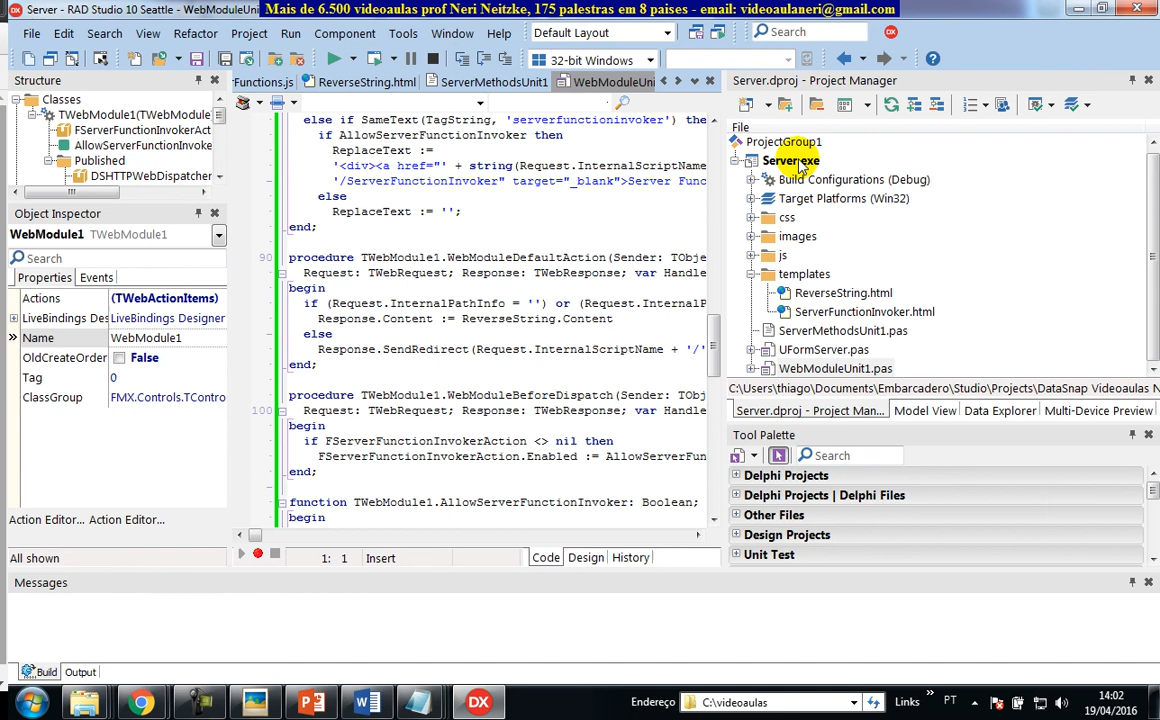 Server - RAD Studio 10 Seattle - WebModuleUni
Mais de 6.500 videoaulas prof Neri Neitzke, 175 palestras em 8 paises - email: videoaulaneri@gmail.com
File Edit Search View Refactor Project Run Component Tools Window Help
Default Layout
Search
32-bit Windows
Structure
Classes
TWebModule1(TWebModule
FServerFunctionInvokerAct
AllowServerFunctionInvoke
Published
DSHTTPWebDispatcher
Object Inspector
WebModule1 TWebModule1
Search
Properties Events
Actions (TWebActionItems)
LiveBindings Des LiveBindings Designer
Name WebModule1
OldCreateOrder False
Tag 0
ClassGroup FMX.Controls.TContro
Action Editor... Action Editor...
All shown
Functions.js ReverseString.html ServerMethodsUnit1 WebModuleUni
else if SameText(TagString, 'serverfunctioninvoker') the
if AllowServerFunctionInvoker then
ReplaceText :=
'<div><a href="' + string(Request.InternalScriptName
'/ServerFunctionInvoker" target="_blank">Server Func
else
ReplaceText := '';
end;
90 procedure TWebModule1.WebModuleDefaultAction(Sender: TObje
Request: TWebRequest; Response: TWebResponse; var Handle
begin
if (Request.InternalPathInfo = '') or (Request.InternalP
Response.Content := ReverseString.Content
else
Response.SendRedirect(Request.InternalScriptName + '/'
end;
procedure TWebModule1.WebModuleBeforeDispatch(Sender: TObj
100 Request: TWebRequest; Response: TWebResponse; var Handle
begin
if FServerFunctionInvokerAction <> nil then
FServerFunctionInvokerAction.Enabled := AllowServerFun
end;
function TWebModule1.AllowServerFunctionInvoker: Boolean;
begin
1: 1 Insert
Code Design History
Server.dproj - Project Manager
File
ProjectGroup1
Server.exe
Build Configurations (Debug)
Target Platforms (Win32)
css
images
js
templates
ReverseString.html
ServerFunctionInvoker.html
ServerMethodsUnit1.pas
UFormServer.pas
WebModuleUnit1.pas
C:\Users\thiago\Documents\Embarcadero\Studio\Projects\DataSnap Videoaulas N
Server.dproj - Project Man... Model View Data Explorer Multi-Device Preview
Tool Palette
Search
Delphi Projects
Delphi Projects | Delphi Files
Other Files
Design Projects
Unit Test
Messages
Build Output
Endereço C:\videoaulas
Links
PT
14:02
19/04/2016